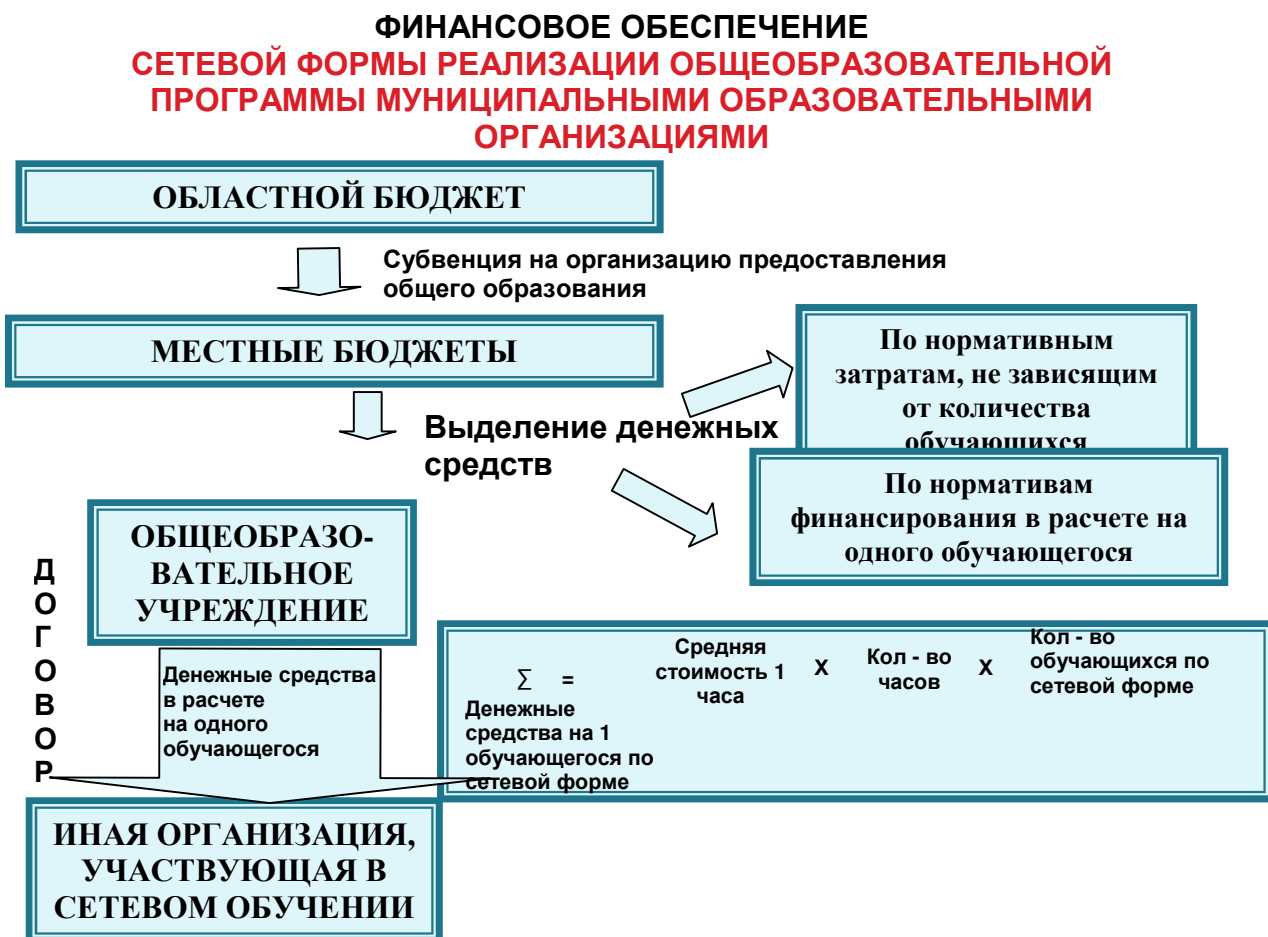 ФИНАНСОВОЕ ОБЕСПЕЧЕНИЕ
СЕТЕВОЙ ФОРМЫ РЕАЛИЗАЦИИ ОБЩЕОБРАЗОВАТЕЛЬНОЙ
ПРОГРАММЫ МУНИЦИПАЛЬНЫМИ ОБРАЗОВАТЕЛЬНЫМИ
ОРГАНИЗАЦИЯМИ
ОБЛАСТНОЙ БЮДЖЕТ
Субвенция на организацию предоставления
общего образования
МЕСТНЫЕ БЮДЖЕТЫ
По нормативным
затратам, не зависящим
от количества
обучающихся
Выделение денежных
средств
По нормативам
финансирования в расчете на
одного обучающегося
ОБЩЕОБРАЗО-
ВАТЕЛЬНОЕ
УЧРЕЖДЕНИЕ
Д
О
Г
О
В
О
Р
Денежные средства
в расчете
на одного
обучающегося
∑ =
Денежные
средства на 1
обучающегося по
сетевой форме
Средняя
стоимость 1
часа
X
Кол - во
часов
X
Кол - во
обучающихся по
сетевой форме
ИНАЯ ОРГАНИЗАЦИЯ,
УЧАСТВУЮЩАЯ В
СЕТЕВОМ ОБУЧЕНИИ